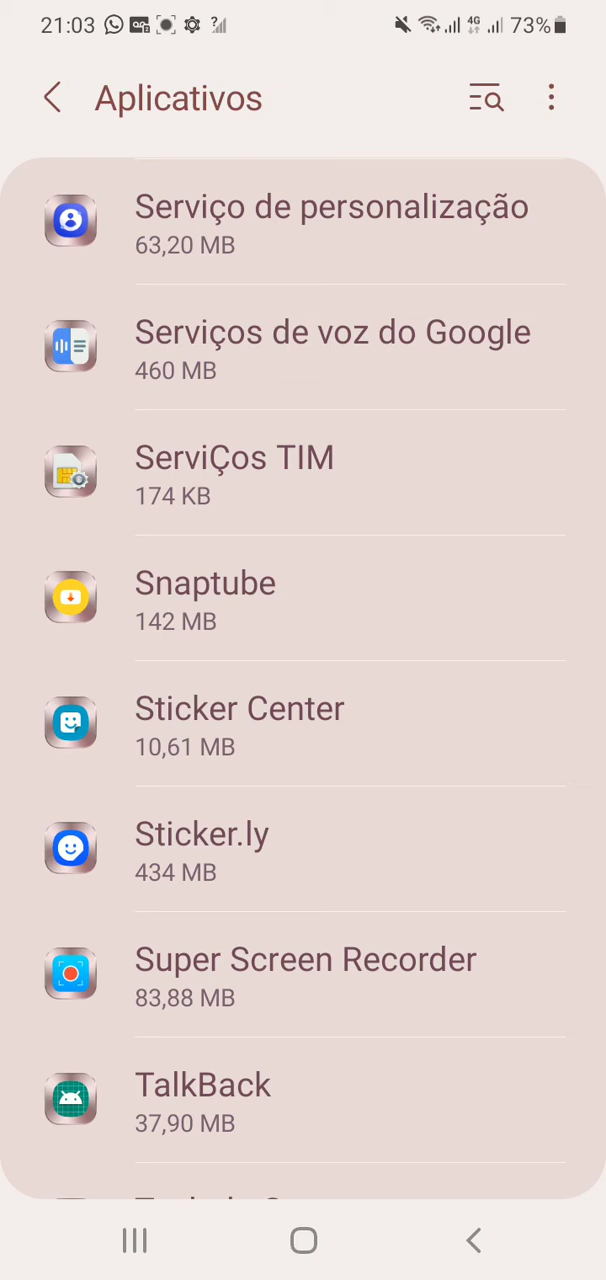 21:03
4G
73%
Aplicativos
Serviço de personalização
63,20 MB
Serviços de voz do Google
460 MB
ServiÇos TIM
174 KB
Snaptube
142 MB
Sticker Center
10,61 MB
Sticker.ly
434 MB
Super Screen Recorder
83,88 MB
TalkBack
37,90 MB